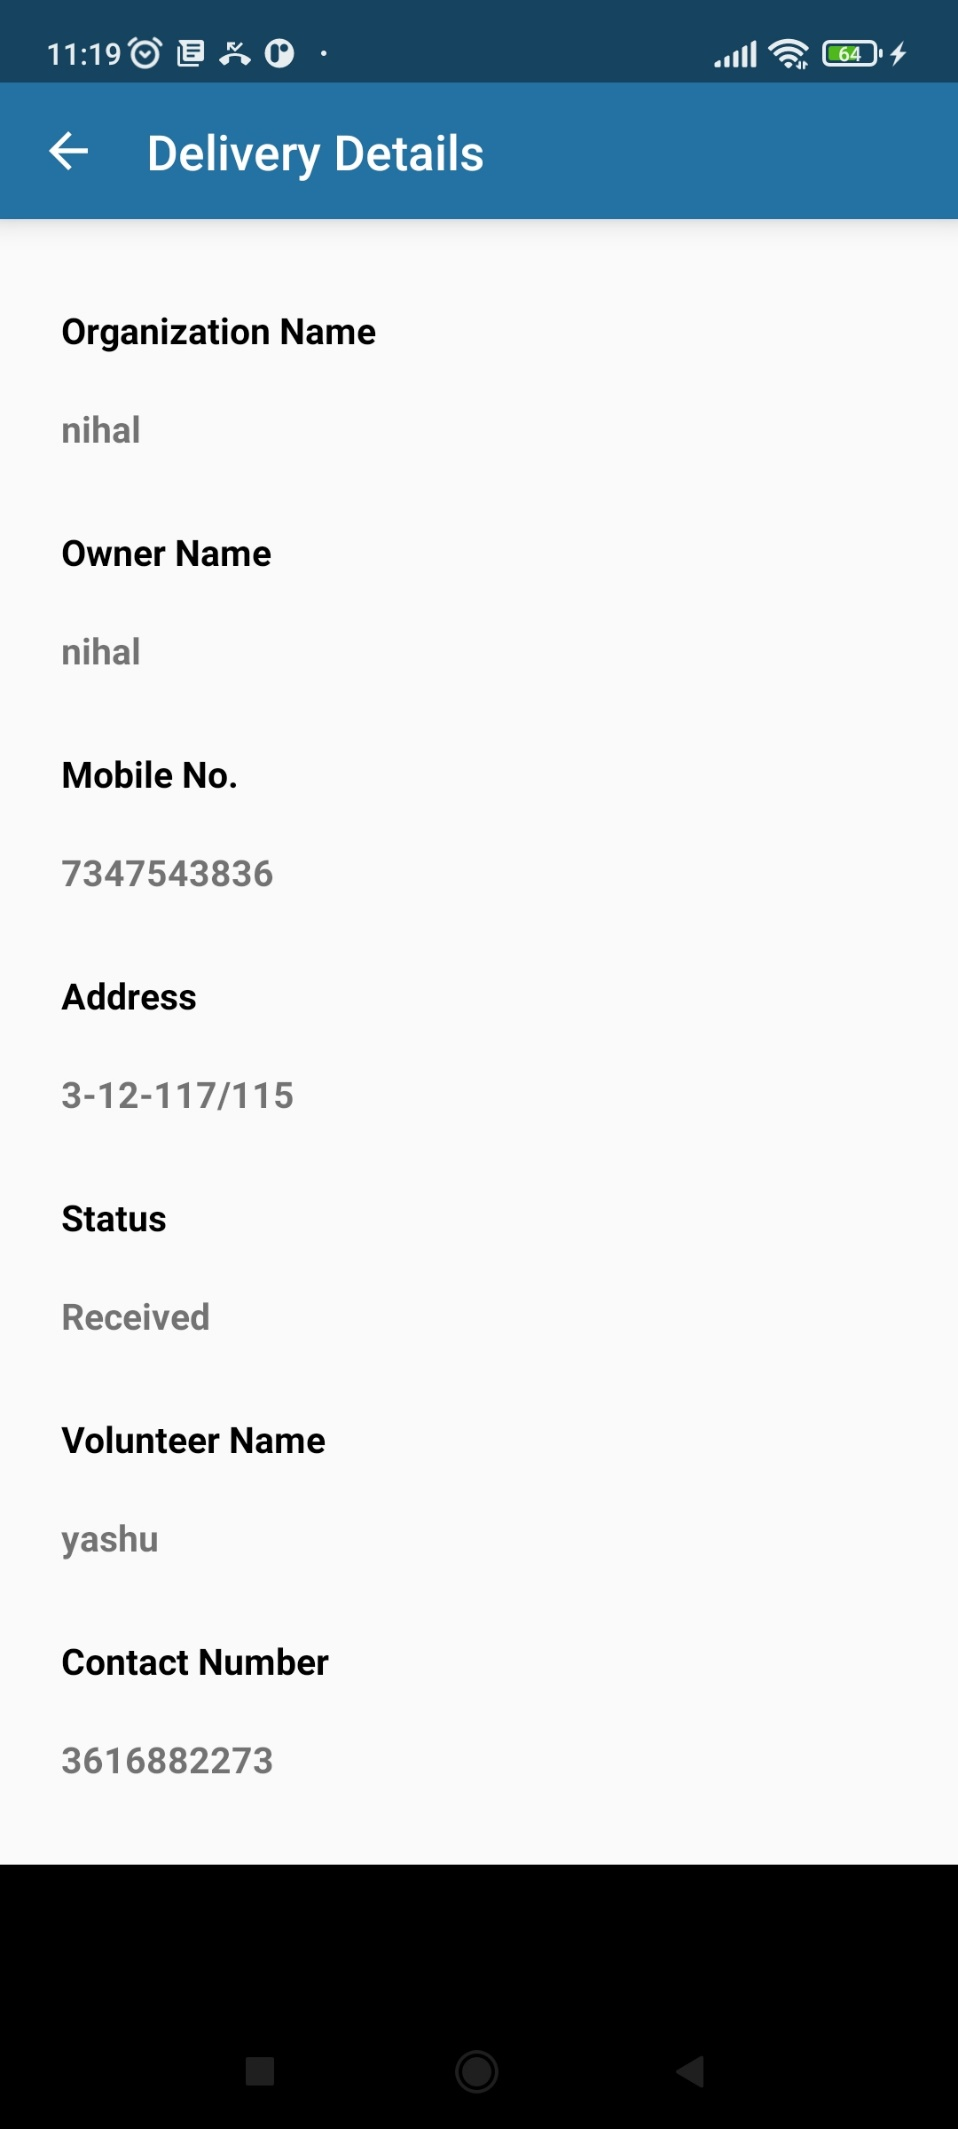 11:19
64
Delivery Details
Organization Name
nihal
Owner Name
nihal
Mobile No.
7347543836
Address
3-12-117/115
Status
Received
Volunteer Name
yashu
Contact Number
3616882273